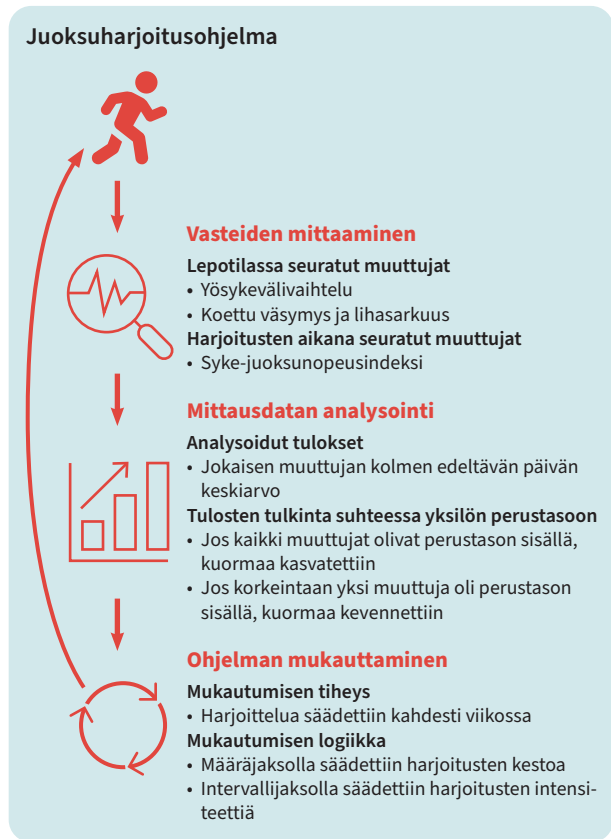 Juoksuharjoitusohjelma
Vasteiden mittaaminen
Lepotilassa seuratut muuttujat
• Yösykevälivaihtelu
• Koettu väsymys ja lihasarkuus
Harjoitusten aikana seuratut muuttujat
• Syke-juoksunopeusindeksi
Mittausdatan analysointi
Analysoidut tulokset
• Jokaisen muuttujan kolmen edeltävän päivän
keskiarvo
Tulosten tulkinta suhteessa yksilön perustasoon
• Jos kaikki muuttujat olivat perustason sisällä,
kuormaa kasvatettiin
• Jos korkeintaan yksi muuttuja oli perustason
sisällä, kuormaa kevennettiin
Ohjelman mukauttaminen
Mukautumisen tiheys
• Harjoittelua säädettiin kahdesti viikossa
Mukautumisen logiikka
• Määräjaksolla säädettiin harjoitusten kestoa
• Intervallijaksolla säädettiin harjoitusten intensi-
teettiä